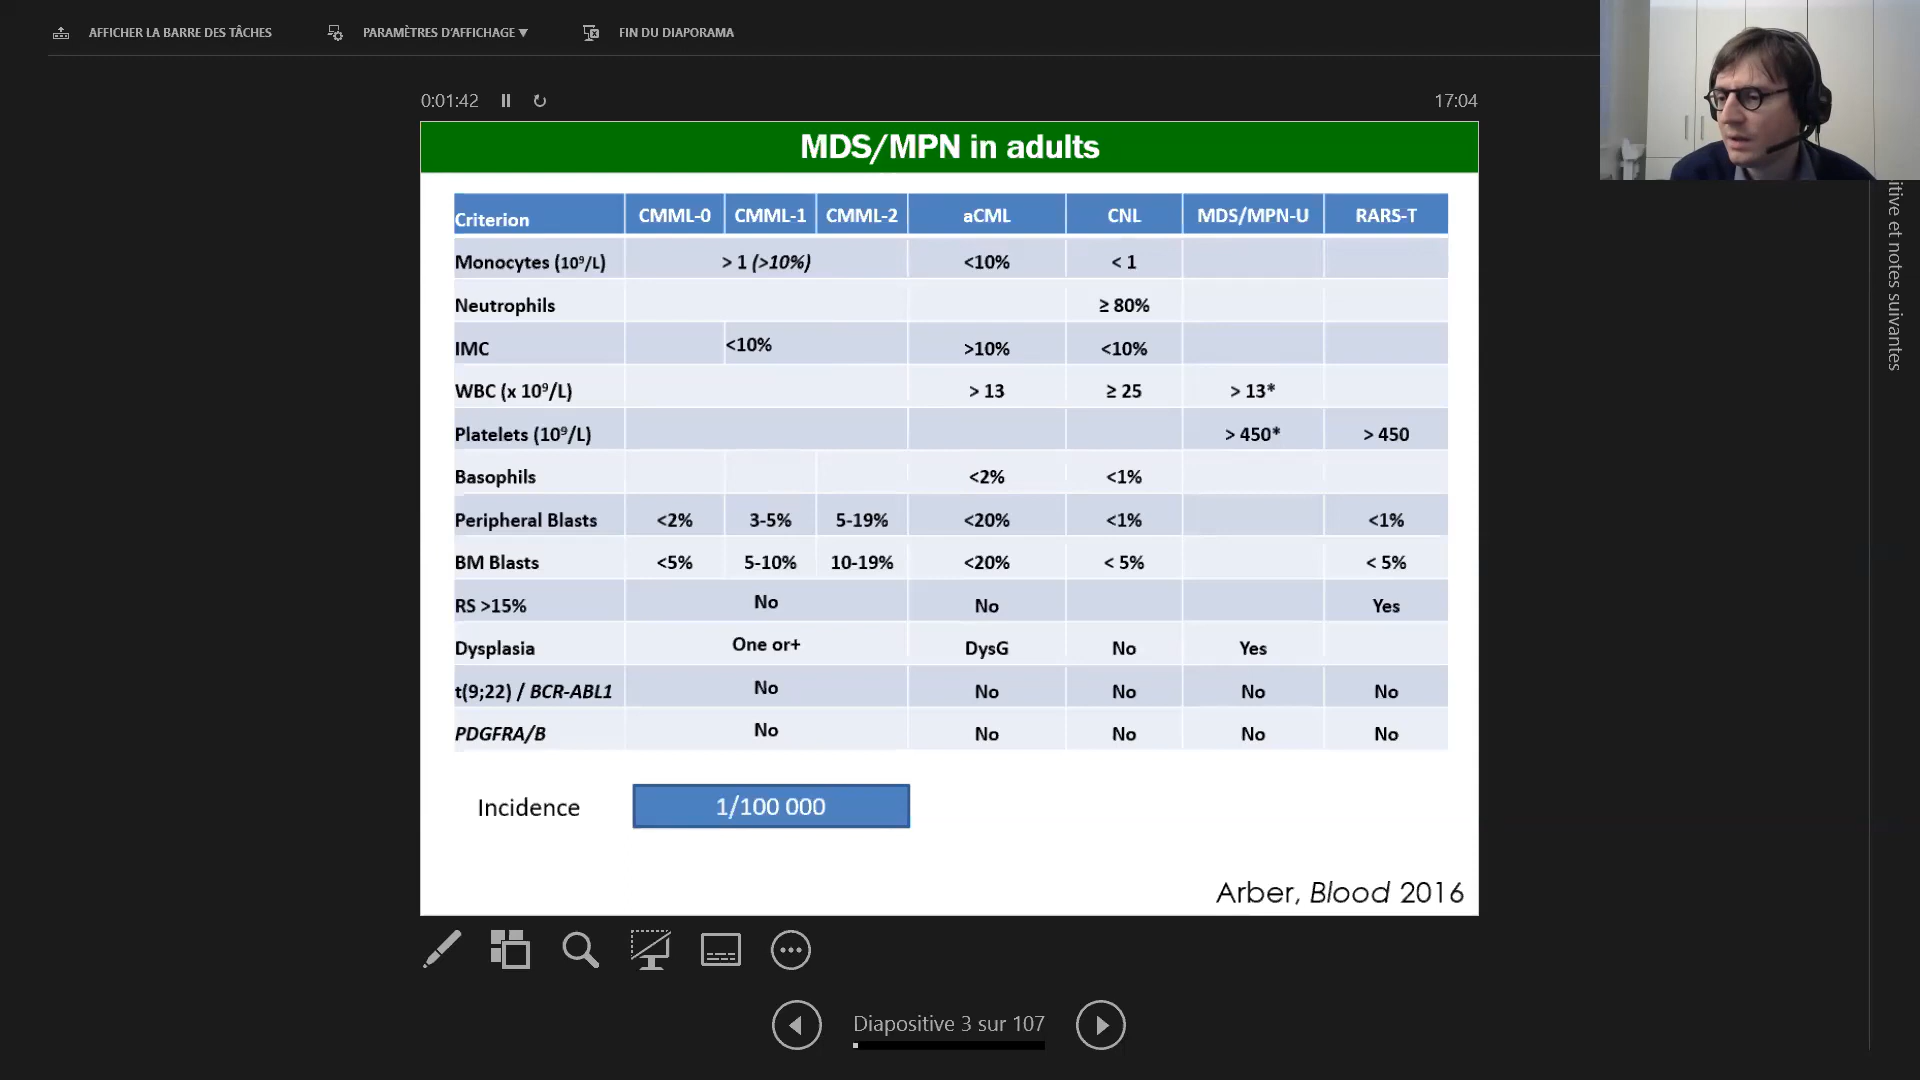 AFFICHER LA BARRE DES TÂCHES PARAMÈTRES D'AFFICHAGE ▼ FIN DU DIAPORAMA
0:01:42 17:04
MDS/MPN in adults
Criterion CMML-0 CMML-1 CMML-2 aCML CNL MDS/MPN-U RARS-T
Monocytes (10⁹/L) > 1 (>10%) <10% < 1
Neutrophils ≥ 80%
IMC <10% >10% <10%
WBC (x 10⁹/L) > 13 ≥ 25 > 13*
Platelets (10⁹/L) > 450* > 450
Basophils <2% <1%
Peripheral Blasts <2% 3-5% 5-19% <20% <1% <1%
BM Blasts <5% 5-10% 10-19% <20% < 5% < 5%
RS >15% No No Yes
Dysplasia One or+ DysG No Yes
t(9;22) / BCR-ABL1 No No No No No
PDGFRA/B No No No No No
Incidence 1/100 000
Arber, Blood 2016
Diapositive 3 sur 107
itive et notes suivantes